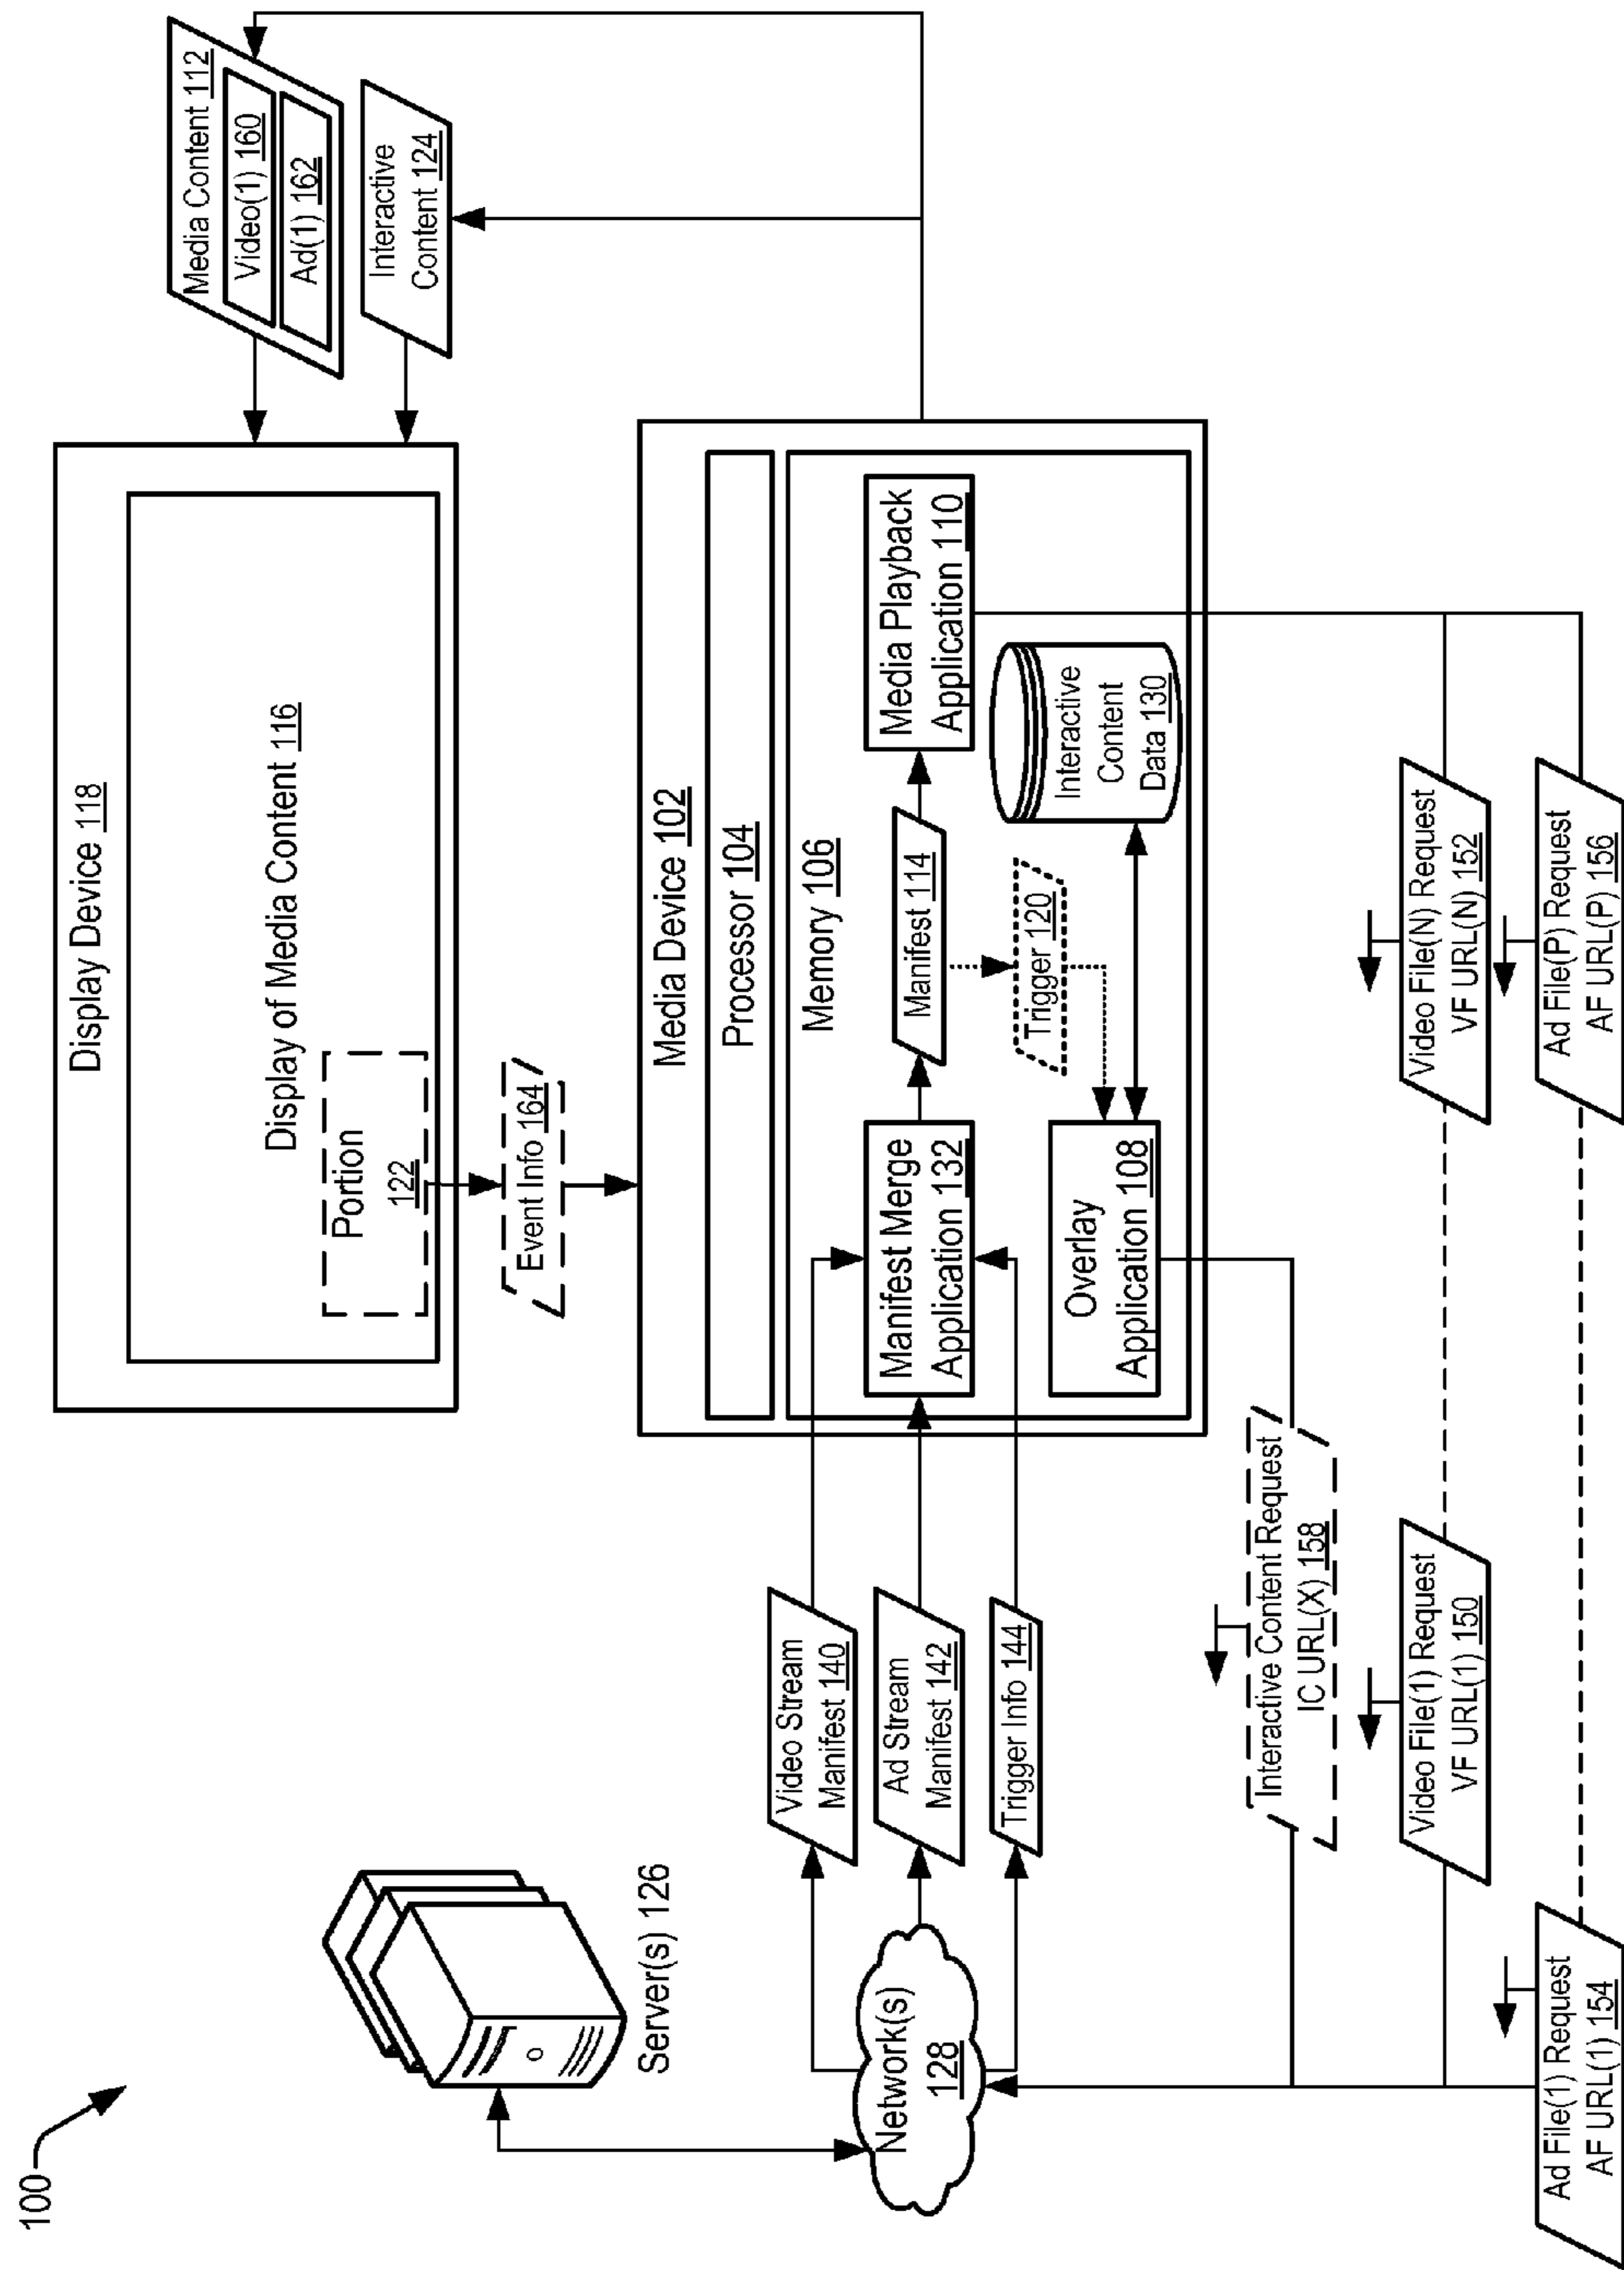 100
Display Device 118
Display of Media Content 116
Portion
122
Media Content 112
Video(1) 160
Ad(1) 162
Interactive
Content 124
Event Info 164
Server(s) 126
Network(s)
128
Video Stream
Manifest 140
Ad Stream
Manifest 142
Trigger Info 144
Media Device 102
Processor 104
Memory 106
Manifest Merge
Application 132
Manifest 114
Media Playback
Application 110
Trigger 120
Overlay
Application 108
Interactive
Content
Data 130
Interactive Content Request
IC URL(X) 158
Video File(1) Request
VF URL(1) 150
Video File(N) Request
VF URL(N) 152
Ad File(1) Request
AF URL(1) 154
Ad File(P) Request
AF URL(P) 156